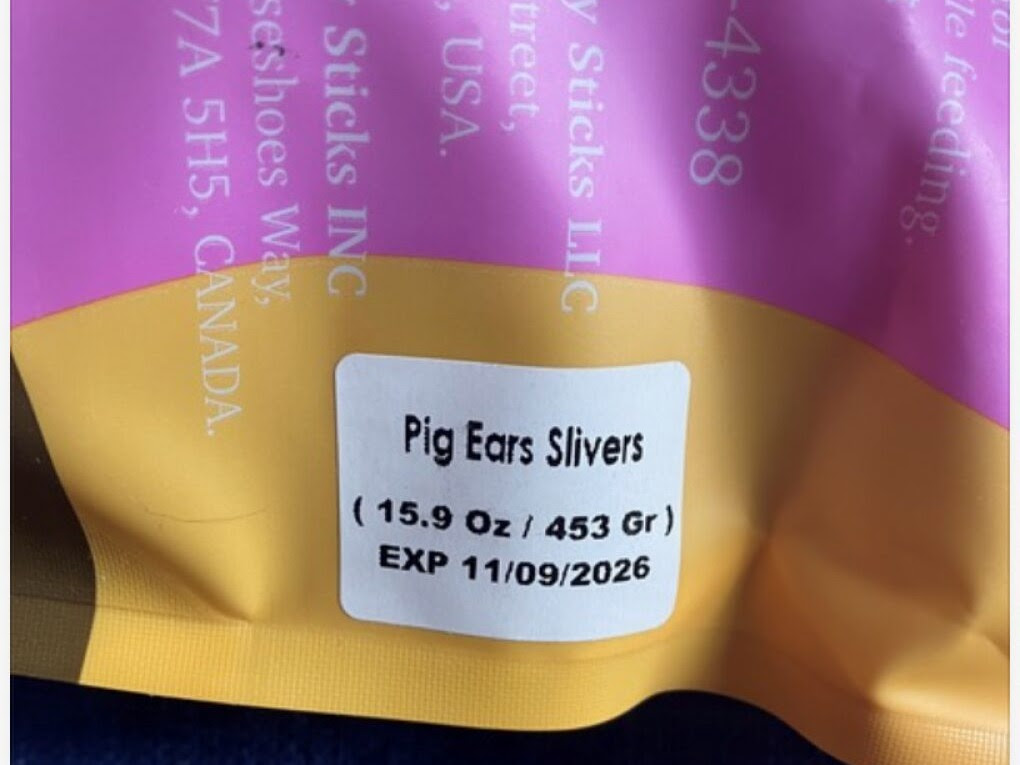 feeding.
-4338
y Sticks LLC
treet,
, USA.
Sticks INC
seshoes Way,
7A 5H5, CANADA.
Pig Ears Slivers
( 15.9 Oz / 453 Gr )
EXP 11/09/2026